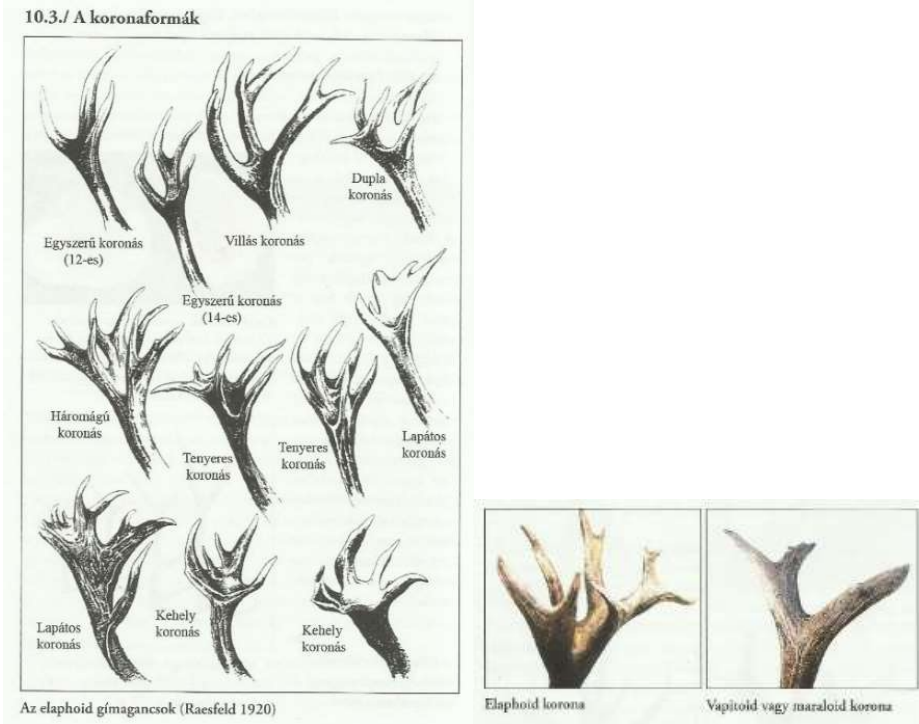 10.3./ A koronaformák
Egyszerű koronás
(12-es)
Egyszerű koronás
(14-es)
Villás koronás
Dupla
koronás
Háromágú
koronás
Tenyeres
koronás
Tenyeres
koronás
Lapátos
koronás
Lapátos
koronás
Kehely
koronás
Kehely
koronás
Az elaphoid gímagancsok (Raesfeld 1920)
Elaphoid korona
Vapitoid vagy maraloid korona